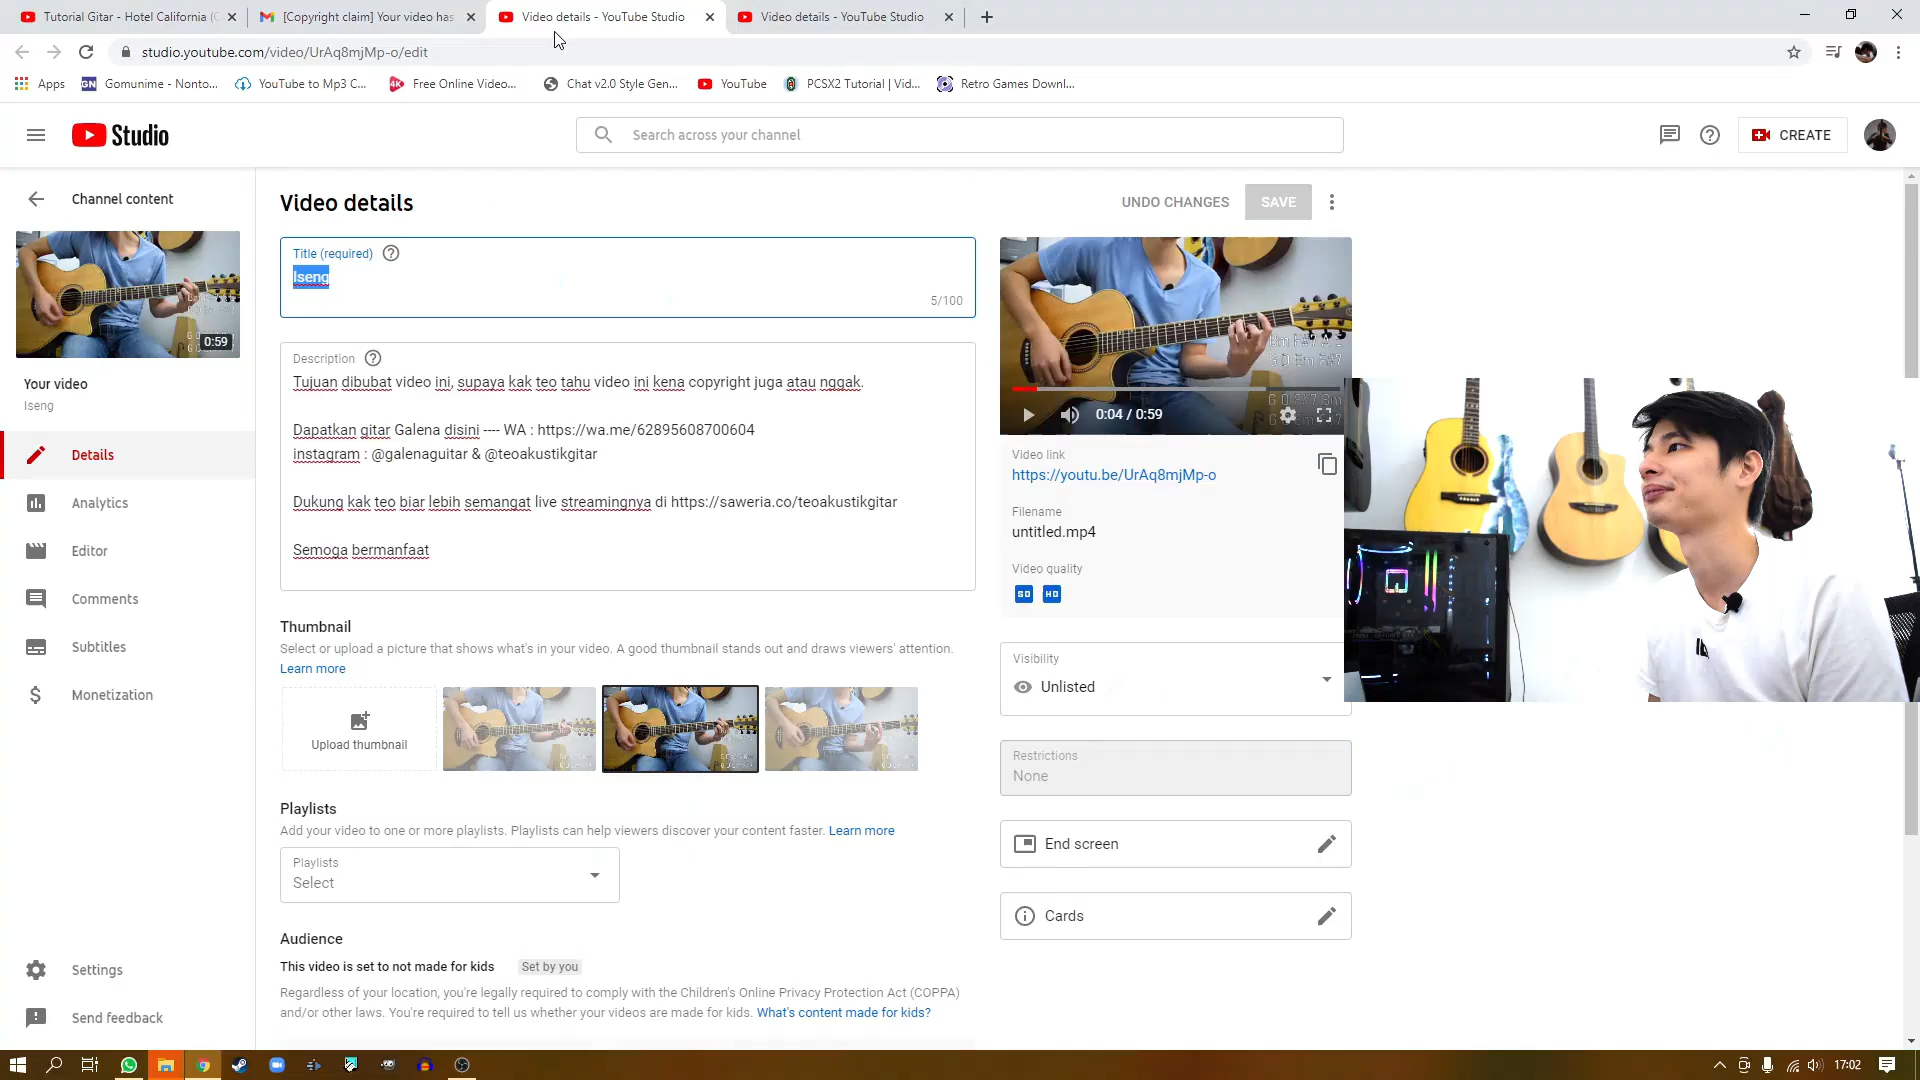 Tutorial Gitar - Hotel California (
[Copyright claim] Your video has
Video details - YouTube Studio
Video details - YouTube Studio
studio.youtube.com/video/UrAq8mjMp-o/edit
Apps
GN Gomunime - Nonto...
YouTube to Mp3 C...
4K Free Online Video...
Chat v2.0 Style Gen...
YouTube
PCSX2 Tutorial | Vid...
Retro Games Downl...
Studio
Search across your channel
CREATE
Channel content
0:59
Your video
Iseng
Details
Analytics
Editor
Comments
Subtitles
Monetization
Settings
Send feedback
Video details
UNDO CHANGES
SAVE
Title (required)
Iseng
5/100
Description
Tujuan dibubat video ini, supaya kak teo tahu video ini kena copyright juga atau nggak.
Dapatkan gitar Galena disini ---- WA : https://wa.me/62895608700604
instagram : @galenaguitar & @teoakustikgitar
Dukung kak teo biar lebih semangat live streamingnya di https://saweria.co/teoakustikgitar
Semoga bermanfaat
Thumbnail
Select or upload a picture that shows what's in your video. A good thumbnail stands out and draws viewers' attention.
Learn more
Upload thumbnail
Playlists
Add your video to one or more playlists. Playlists can help viewers discover your content faster. Learn more
Playlists
Select
Audience
This video is set to not made for kids
Set by you
Regardless of your location, you're legally required to comply with the Children's Online Privacy Protection Act (COPPA)
and/or other laws. You're required to tell us whether your videos are made for kids. What's content made for kids?
0:04 / 0:59
Video link
https://youtu.be/UrAq8mjMp-o
Filename
untitled.mp4
Video quality
SD HD
Visibility
Unlisted
Restrictions
None
End screen
Cards
17:02